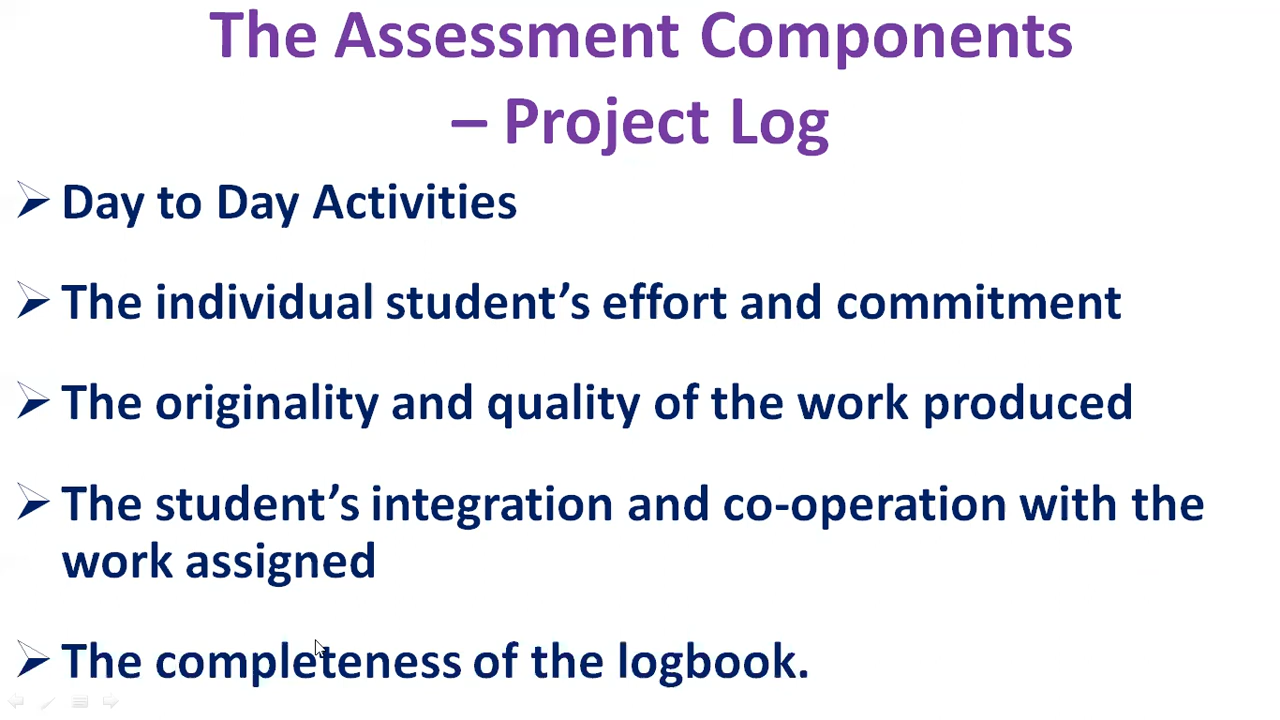 The Assessment Components
– Project Log
➢ Day to Day Activities
➢ The individual student’s effort and commitment
➢ The originality and quality of the work produced
➢ The student’s integration and co-operation with the
work assigned
➢ The completeness of the logbook.